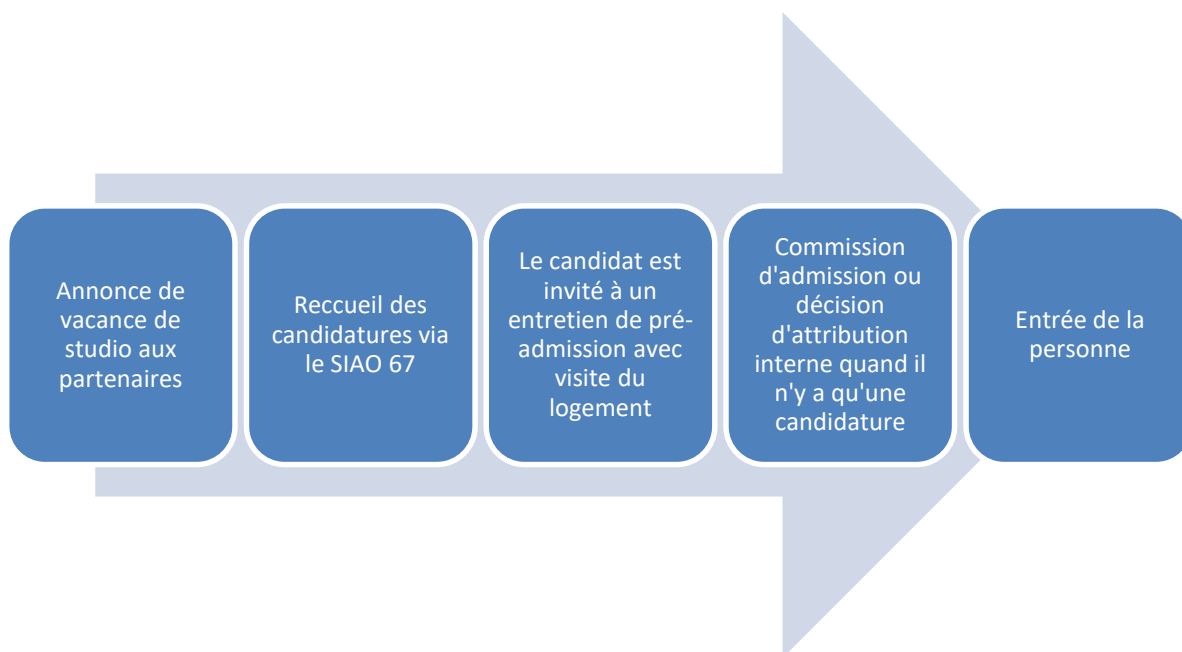 Annonce de
vacance de
studio aux
partenaires
Reccueil des
candidatures via
le SIAO 67
Le candidat est
invité à un
entretien de pré-
admission avec
visite du
logement
Commission
d'admission ou
décision
d'attribution
interne quand il
n'y a qu'une
candidature
Entrée de la
personne